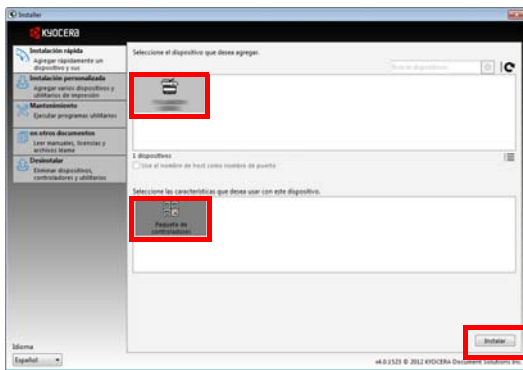 Installer
KYOCERA
Instalación rápida
Agregar rápidamente un
dispositivo y sus
Instalación personalizada
Agregar varios dispositivos y
utilitarios de impresión
Mantenimiento
Ejecutar programas utilitarios
en otros documentos
Leer manuales, licencias y
archivos léame
Desinstalar
Eliminar dispositivos,
controladores y utilitarios
Idioma
Español
Seleccione el dispositivo que desea agregar.
Buscar dispositivos
1 dispositivos
Use el nombre de host como nombre de puerto
Seleccione las características que desea usar con este dispositivo.
Paquete de
controladores
Instalar
v4.0.1523 © 2012 KYOCERA Document Solutions Inc.